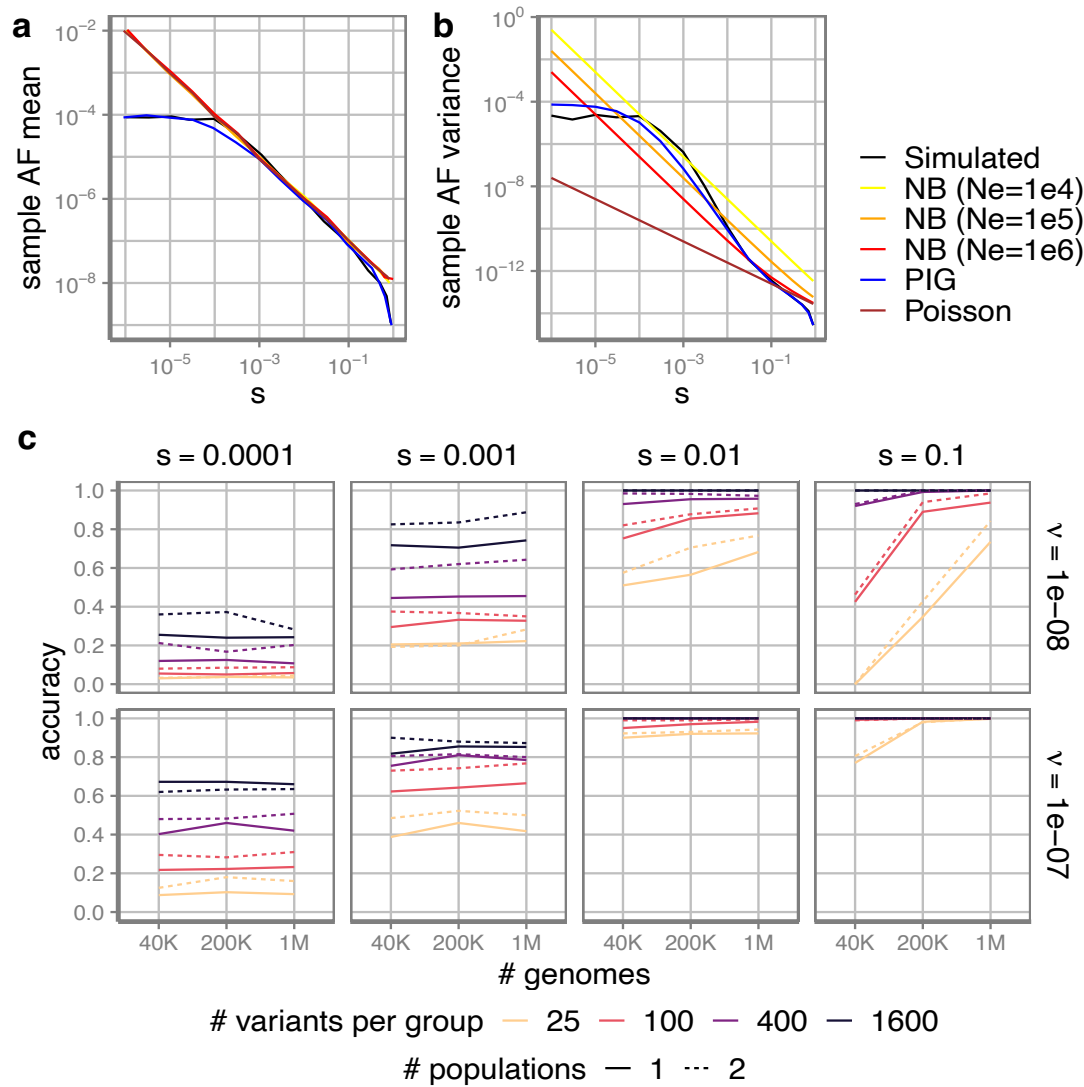 a
b
10⁻²
10⁻⁴
10⁻⁶
10⁻⁸
sample AF mean
10⁻⁵
10⁻³
10⁻¹
s
10⁰
10⁻⁴
10⁻⁸
10⁻¹²
sample AF variance
10⁻⁵
10⁻³
10⁻¹
s
Simulated
NB (Ne=1e4)
NB (Ne=1e5)
NB (Ne=1e6)
PIG
Poisson
c
s = 0.0001
s = 0.001
s = 0.01
s = 0.1
1.0
0.8
0.6
0.4
0.2
0.0
ν = 1e−08
accuracy
1.0
0.8
0.6
0.4
0.2
0.0
ν = 1e−07
40K 200K 1M
40K 200K 1M
40K 200K 1M
40K 200K 1M
# genomes
# variants per group 25 100 400 1600
# populations 1 2